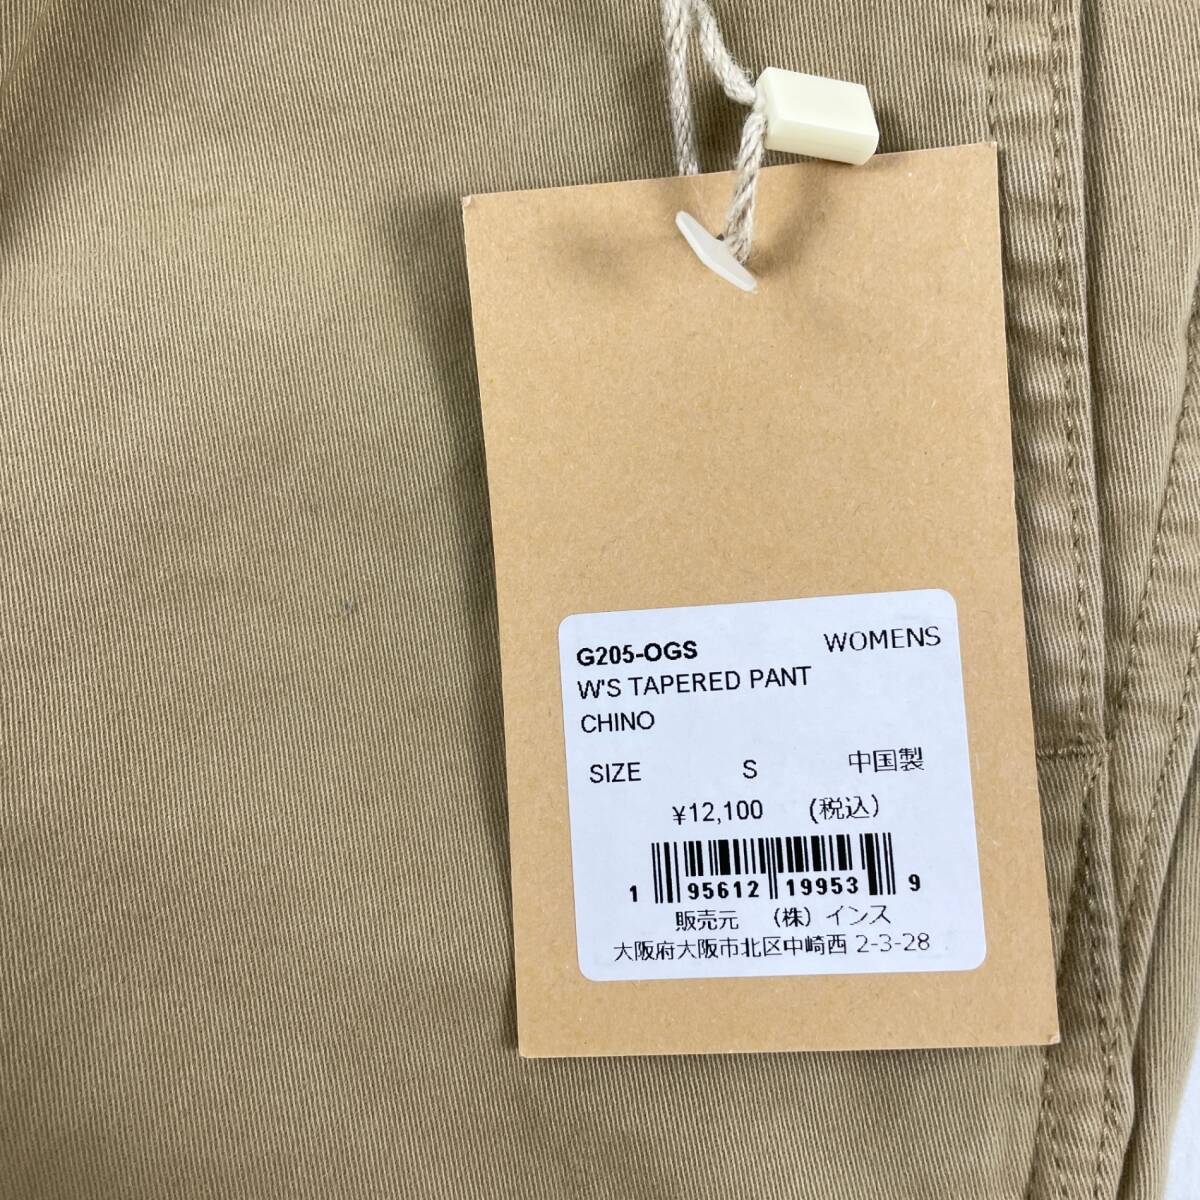 G205-OGS WOMENS
W'S TAPERED PANT
CHINO
SIZE S 中国製
¥12,100 (税込)
1 95612 19953 9
販売元 (株) インス
大阪府大阪市北区中崎西 2-3-28